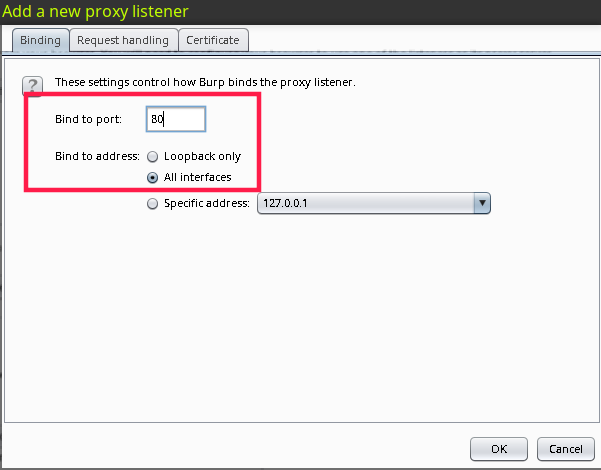 Add a new proxy listener
Binding Request handling Certificate
? These settings control how Burp binds the proxy listener.
Bind to port: 80
Bind to address: Loopback only
All interfaces
Specific address: 127.0.0.1
OK Cancel